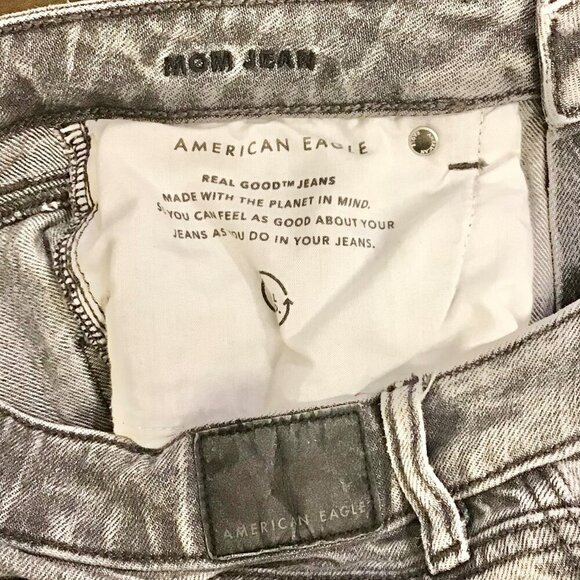 MOM JEAN
AMERICAN EAGLE
REAL GOOD™ JEANS
MADE WITH THE PLANET IN MIND.
SO YOU CAN FEEL AS GOOD ABOUT YOUR
JEANS AS YOU DO IN YOUR JEANS.
AMERICAN EAGLE